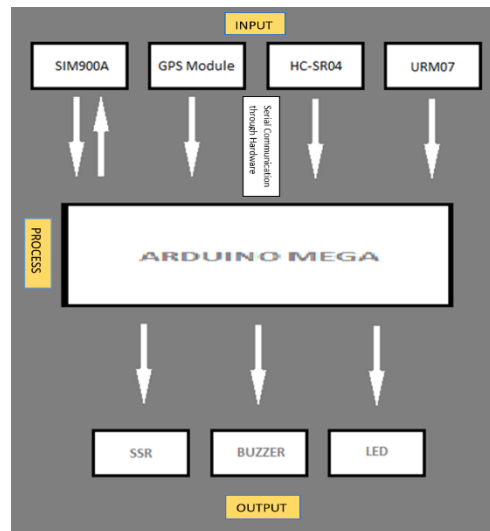 INPUT
SIM900A
GPS Module
HC-SR04
URM07
Serial Communication
through Hardware
PROCESS
ARDUINO MEGA
SSR
BUZZER
LED
OUTPUT